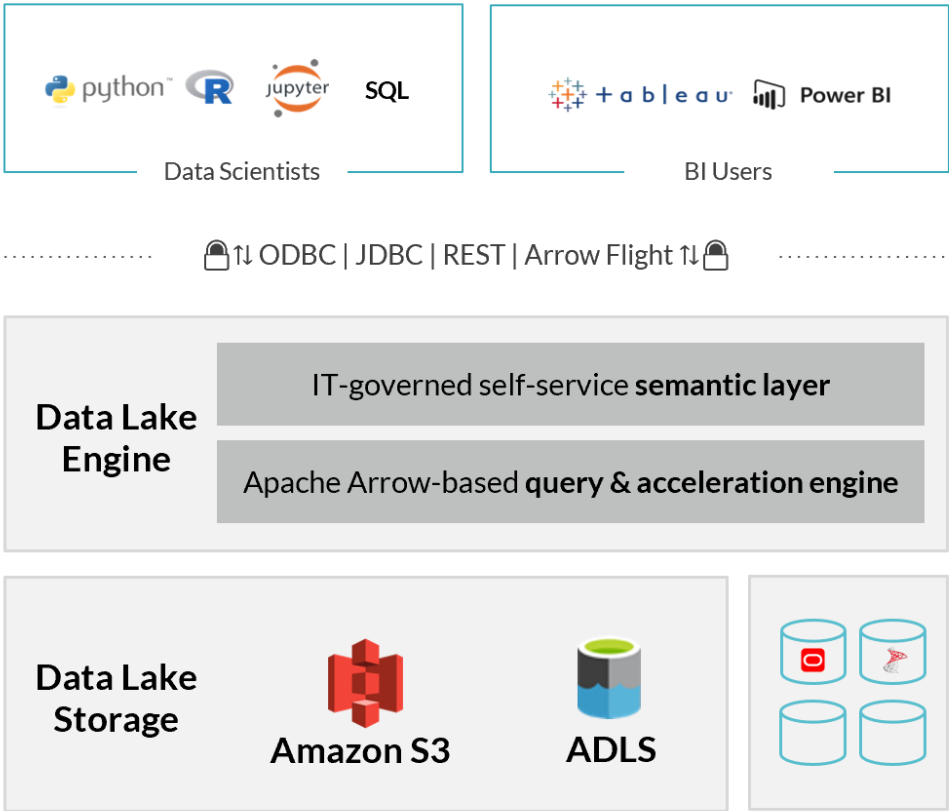 python™
R
jupyter
SQL
+ a b l e a u
Power BI
Data Scientists
BI Users
ODBC | JDBC | REST | Arrow Flight
Data Lake
Engine
IT-governed self-service semantic layer
Apache Arrow-based query & acceleration engine
Data Lake
Storage
Amazon S3
ADLS